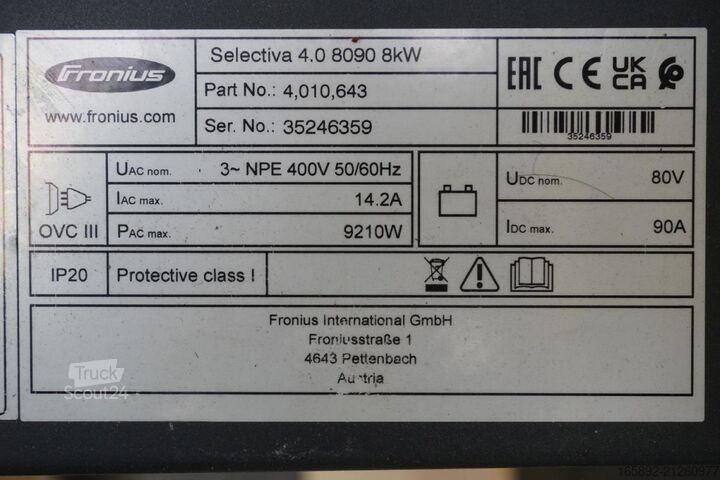 Fronius
www.fronius.com
Selectiva 4.0 8090 8kW
Part No.: 4,010,643
Ser. No.: 35246359
EAC CE UKCA
35246359
OVC III
UAC nom. 3~ NPE 400V 50/60Hz
IAC max. 14.2A
PAC max. 9210W
UDC nom. 80V
IDC max. 90A
IP20 Protective class I
Fronius International GmbH
Froniusstraße 1
4643 Pettenbach
Austria
Truck
Scout24